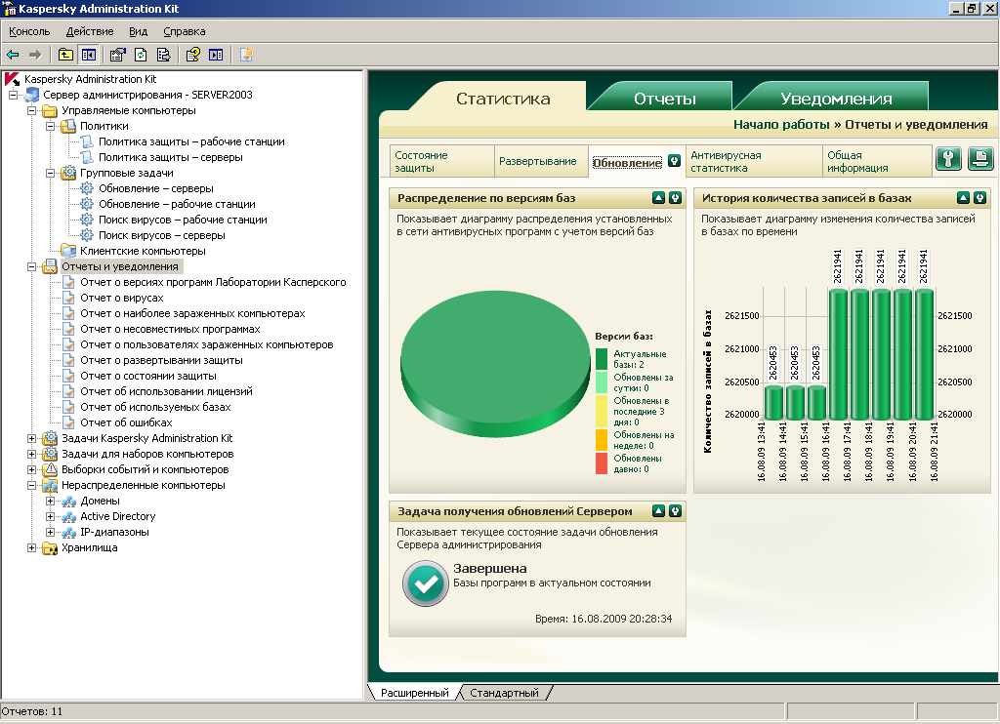 Kaspersky Administration Kit
Консоль Действие Вид Справка
Kaspersky Administration Kit
Сервер администрирования - SERVER2003
Управляемые компьютеры
Политики
Политика защиты – рабочие станции
Политика защиты – серверы
Групповые задачи
Обновление – серверы
Обновление – рабочие станции
Поиск вирусов – рабочие станции
Поиск вирусов – серверы
Клиентские компьютеры
Отчеты и уведомления
Отчет о версиях программ Лаборатории Касперского
Отчет о вирусах
Отчет о наиболее зараженных компьютерах
Отчет о несовместимых программах
Отчет о пользователях зараженных компьютеров
Отчет о развертывании защиты
Отчет о состоянии защиты
Отчет об использовании лицензий
Отчет об используемых базах
Отчет об ошибках
Задачи Kaspersky Administration Kit
Задачи для наборов компьютеров
Выборки событий и компьютеров
Нераспределенные компьютеры
Домены
Active Directory
IP-диапазоны
Хранилища
Статистика Отчеты Уведомления
Начало работы » Отчеты и уведомления
Состояние
защиты
Развертывание
Обновление
Антивирусная
статистика
Общая
информация
Распределение по версиям баз
Показывает диаграмму распределения установленных
в сети антивирусных программ с учетом версий баз
Версии баз:
Актуальные
базы: 2
Обновлены за
сутки: 0
Обновлены в
последние 3
дня: 0
Обновлены на
неделе: 0
Обновлены
давно: 0
История количества записей в базах
Показывает диаграмму изменения количества записей
в базах по времени
Количество записей в базах
2621500
2621000
2620500
2620000
2620453
2620453
2620453
2621941
2621941
2621941
2621941
2621941
2621500
2621000
2620500
2620000
16.08.09 13:41
16.08.09 14:41
16.08.09 15:41
16.08.09 16:41
16.08.09 17:41
16.08.09 18:41
16.08.09 19:41
16.08.09 20:41
16.08.09 21:41
Задача получения обновлений Сервером
Показывает текущее состояние задачи обновления
Сервера администрирования
Завершена
Базы программ в актуальном состоянии
Время: 16.08.2009 20:28:34
Расширенный Стандартный
Отчетов: 11